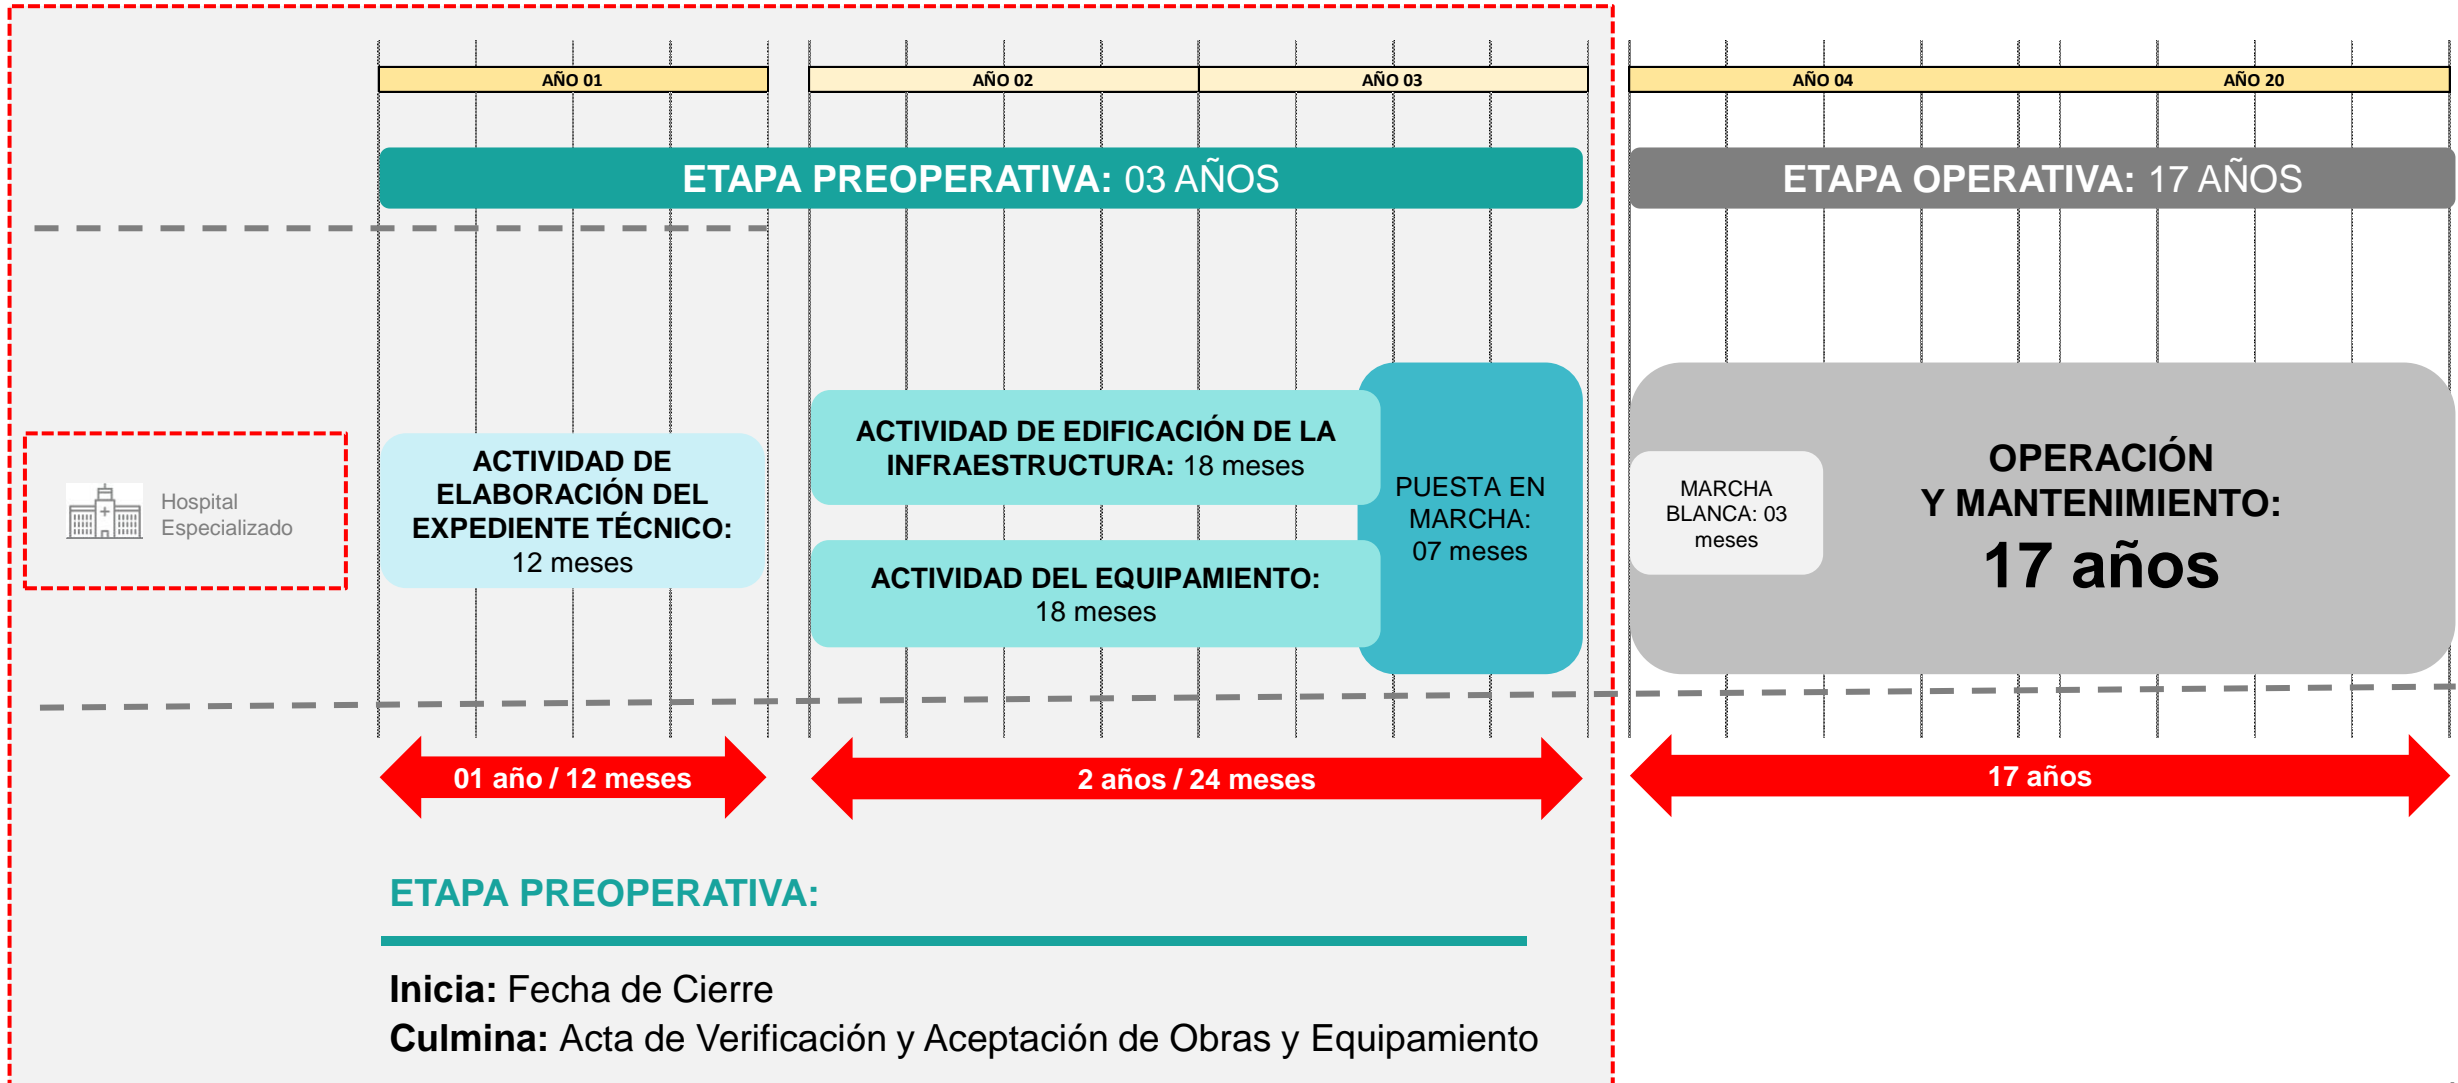 AÑO 01
AÑO 02
AÑO 03
AÑO 04
AÑO 20
ETAPA PREOPERATIVA: 03 AÑOS
ETAPA OPERATIVA: 17 AÑOS
Hospital
Especializado
ACTIVIDAD DE
ELABORACIÓN DEL
EXPEDIENTE TÉCNICO:
12 meses
ACTIVIDAD DE EDIFICACIÓN DE LA
INFRAESTRUCTURA: 18 meses
ACTIVIDAD DEL EQUIPAMIENTO:
18 meses
PUESTA EN
MARCHA:
07 meses
MARCHA
BLANCA: 03
meses
OPERACIÓN
Y MANTENIMIENTO:
17 años
01 año / 12 meses
2 años / 24 meses
17 años
ETAPA PREOPERATIVA:
Inicia: Fecha de Cierre
Culmina: Acta de Verificación y Aceptación de Obras y Equipamiento